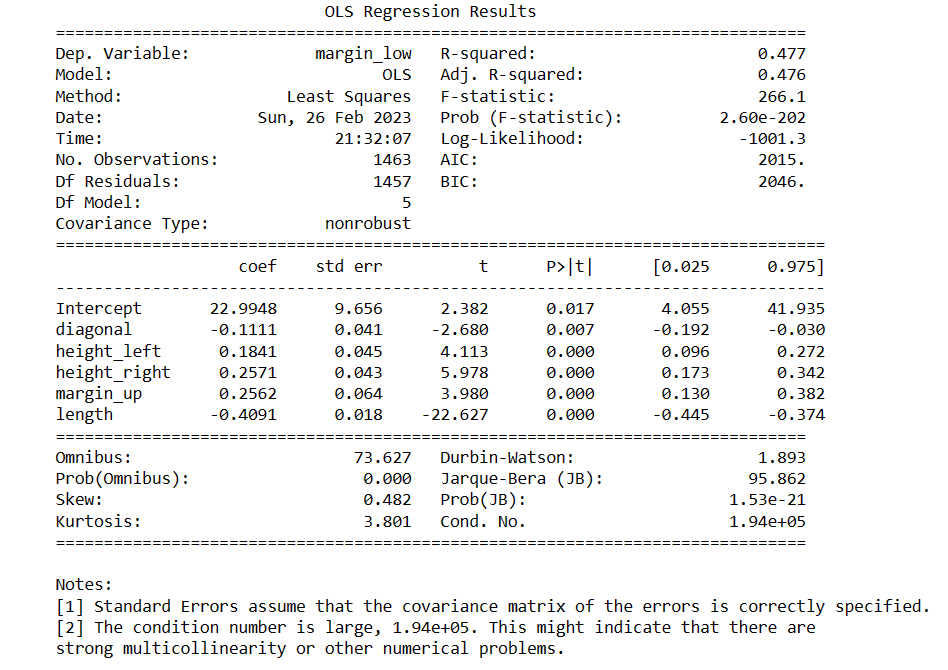 OLS Regression Results
==============================================================================
Dep. Variable: margin_low R-squared: 0.477
Model: OLS Adj. R-squared: 0.476
Method: Least Squares F-statistic: 266.1
Date: Sun, 26 Feb 2023 Prob (F-statistic): 2.60e-202
Time: 21:32:07 Log-Likelihood: -1001.3
No. Observations: 1463 AIC: 2015.
Df Residuals: 1457 BIC: 2046.
Df Model: 5
Covariance Type: nonrobust
================================================================================
coef std err t P>|t| [0.025 0.975]
--------------------------------------------------------------------------------
Intercept 22.9948 9.656 2.382 0.017 4.055 41.935
diagonal -0.1111 0.041 -2.680 0.007 -0.192 -0.030
height_left 0.1841 0.045 4.113 0.000 0.096 0.272
height_right 0.2571 0.043 5.978 0.000 0.173 0.342
margin_up 0.2562 0.064 3.980 0.000 0.130 0.382
length -0.4091 0.018 -22.627 0.000 -0.445 -0.374
==============================================================================
Omnibus: 73.627 Durbin-Watson: 1.893
Prob(Omnibus): 0.000 Jarque-Bera (JB): 95.862
Skew: 0.482 Prob(JB): 1.53e-21
Kurtosis: 3.801 Cond. No. 1.94e+05
==============================================================================
Notes:
[1] Standard Errors assume that the covariance matrix of the errors is correctly specified.
[2] The condition number is large, 1.94e+05. This might indicate that there are
strong multicollinearity or other numerical problems.